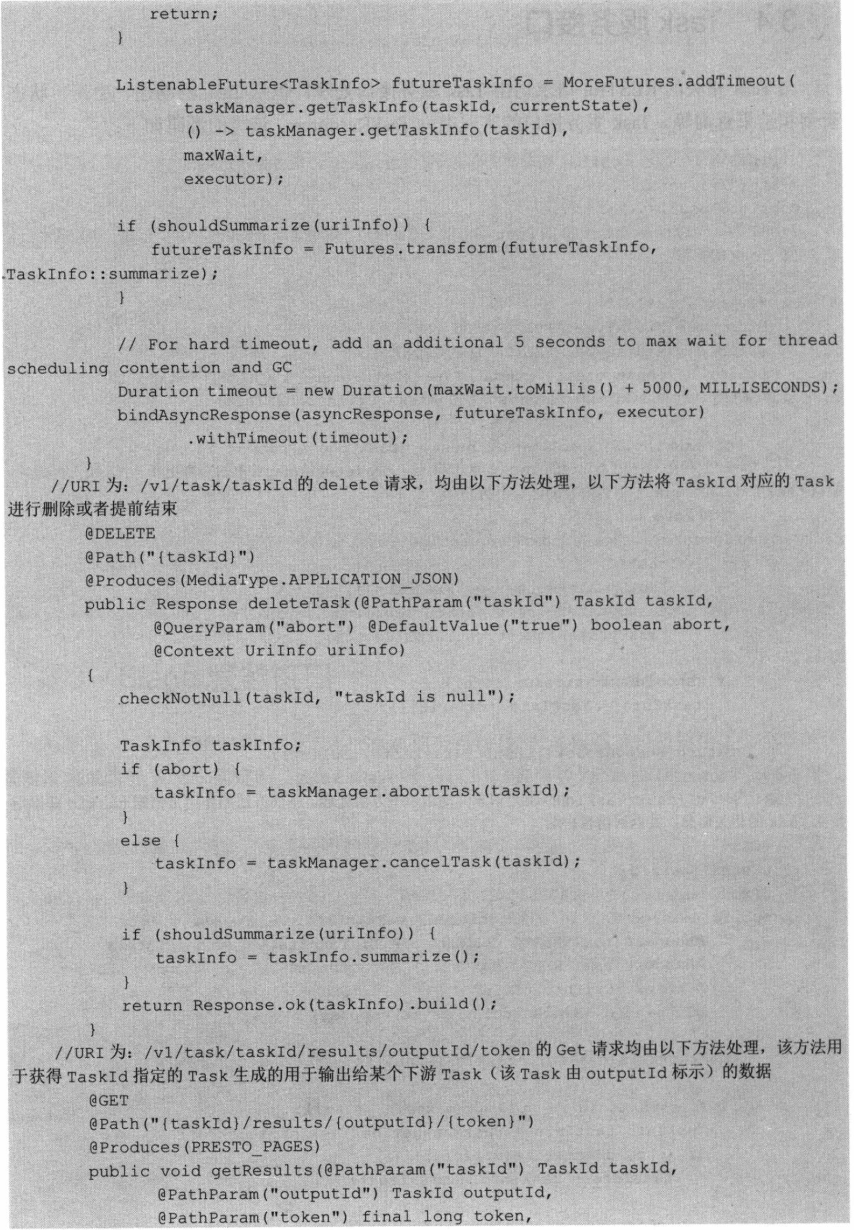 return;
}
ListenableFuture<TaskInfo> futureTaskInfo = MoreFutures.addTimeout(
taskManager.getTaskInfo(taskId, currentState),
() -> taskManager.getTaskInfo(taskId),
maxWait,
executor);
if (shouldSummarize(uriInfo)) {
futureTaskInfo = Futures.transform(futureTaskInfo,
TaskInfo::summarize);
}
// For hard timeout, add an additional 5 seconds to max wait for thread
scheduling contention and GC
Duration timeout = new Duration(maxWait.toMillis() + 5000, MILLISECONDS);
bindAsyncResponse(asyncResponse, futureTaskInfo, executor)
.withTimeout(timeout);
}
//URI 为: /v1/task/taskId 的 delete 请求，均由以下方法处理，以下方法将 TaskId 对应的 Task
进行删除或者提前结束
@DELETE
@Path("{taskId}")
@Produces(MediaType.APPLICATION_JSON)
public Response deleteTask(@PathParam("taskId") TaskId taskId,
@QueryParam("abort") @DefaultValue("true") boolean abort,
@Context UriInfo uriInfo)
{
checkNotNull(taskId, "taskId is null");
TaskInfo taskInfo;
if (abort) {
taskInfo = taskManager.abortTask(taskId);
}
else {
taskInfo = taskManager.cancelTask(taskId);
}
if (shouldSummarize(uriInfo)) {
taskInfo = taskInfo.summarize();
}
return Response.ok(taskInfo).build();
}
//URI 为: /v1/task/taskId/results/outputId/token 的 Get 请求均由以下方法处理，该方法用
于获得 TaskId 指定的 Task 生成的用于输出给某个下游 Task（该 Task 由 outputId 标示）的数据
@GET
@Path("{taskId}/results/{outputId}/{token}")
@Produces(PRESTO_PAGES)
public void getResults(@PathParam("taskId") TaskId taskId,
@PathParam("outputId") TaskId outputId,
@PathParam("token") final long token,